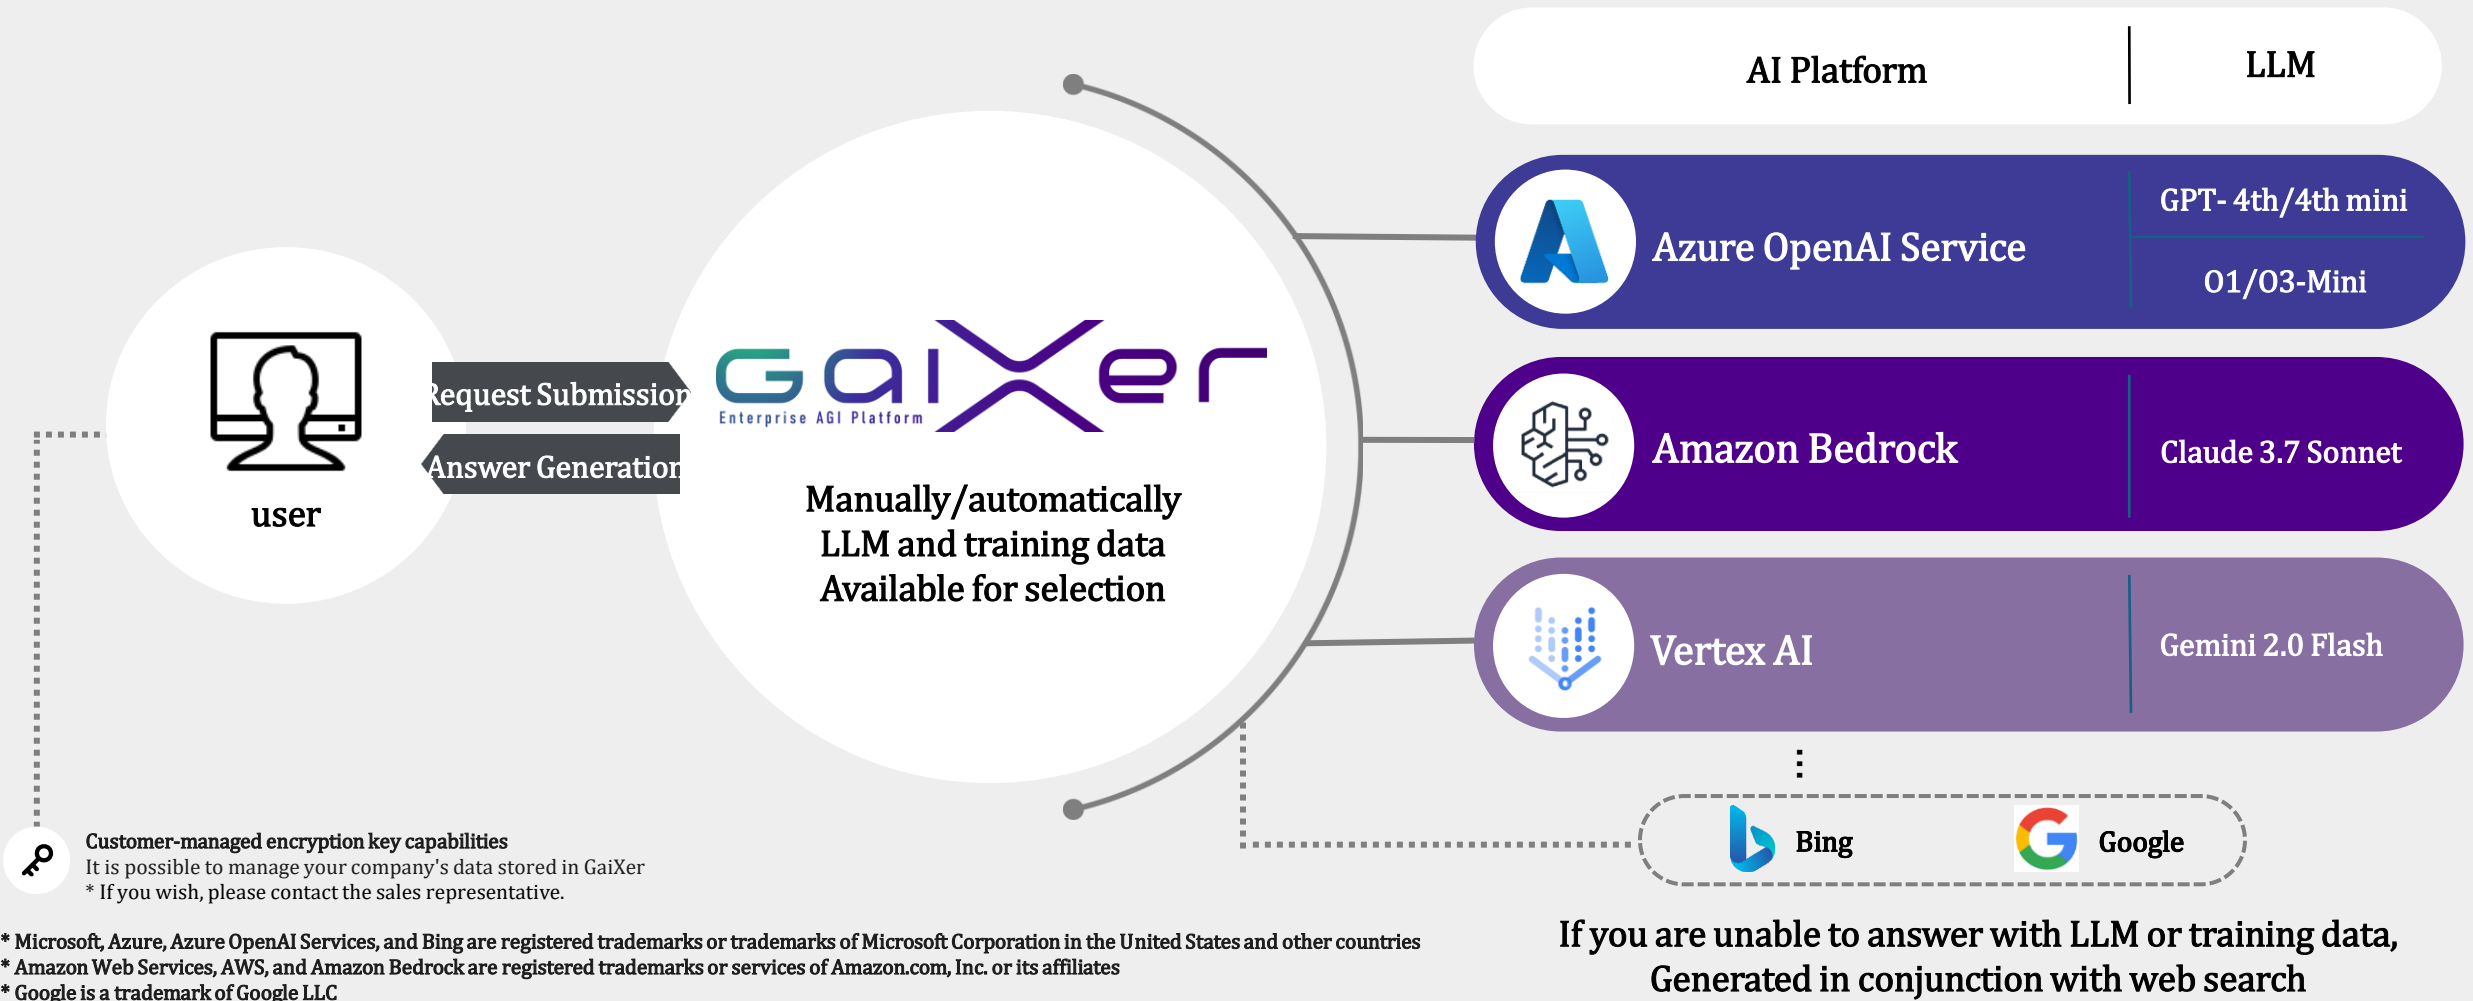 AI Platform
LLM
GPT- 4th/4th mini
Azure OpenAI Service
O1/O3-Mini
Request Submission
GaiXer
Enterprise AGI Platform
Answer Generation
Amazon Bedrock
Claude 3.7 Sonnet
user
Manually/automatically
LLM and training data
Available for selection
Vertex AI
Gemini 2.0 Flash
Bing
Google
Customer-managed encryption key capabilities
It is possible to manage your company's data stored in GaiXer
* If you wish, please contact the sales representative.
If you are unable to answer with LLM or training data,
Generated in conjunction with web search
* Microsoft, Azure, Azure OpenAI Services, and Bing are registered trademarks or trademarks of Microsoft Corporation in the United States and other countries
* Amazon Web Services, AWS, and Amazon Bedrock are registered trademarks or services of Amazon.com, Inc. or its affiliates
* Google is a trademark of Google LLC